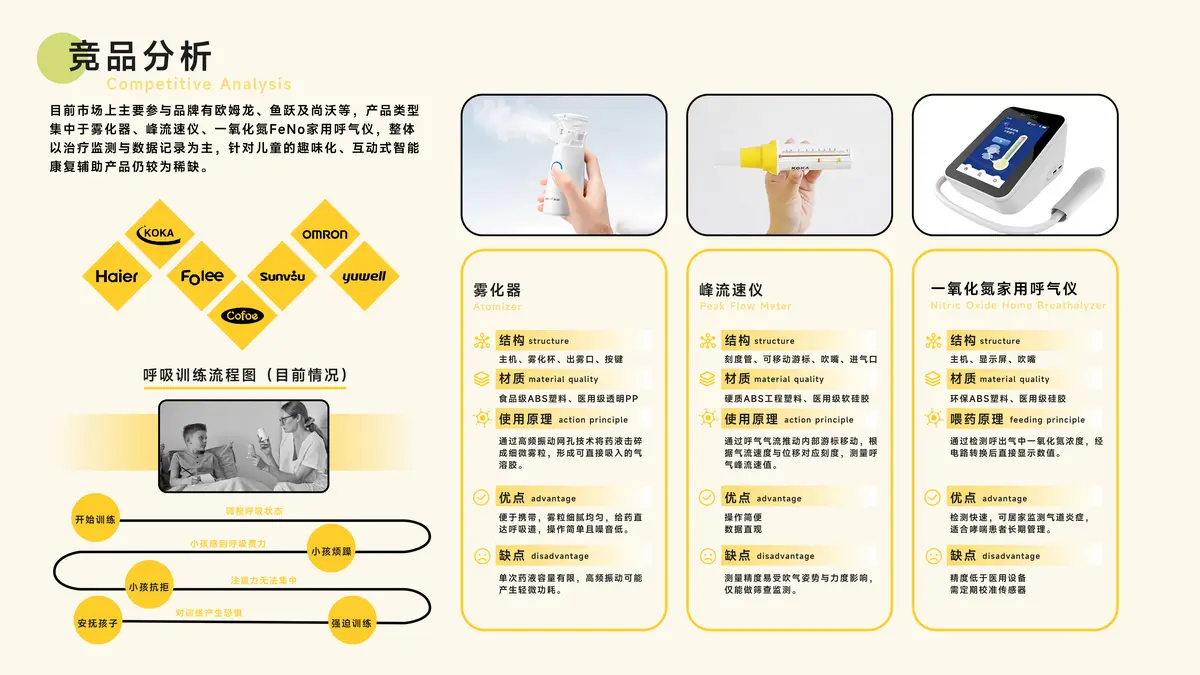 竞品分析
Competitive Analysis
目前市场上主要参与品牌有欧姆龙、鱼跃及尚沃等，产品类型
集中于雾化器、峰流速仪、一氧化氮FeNo家用呼气仪，整体
以治疗监测与数据记录为主，针对儿童的趣味化、互动式智能
康复辅助产品仍较为稀缺。
KOKA
OMRON
Haier
Folee
Sunvou
yuwell
Cofoe
呼吸训练流程图（目前情况）
开始训练
调整呼吸状态
小孩感到呼吸费力
小孩烦躁
小孩抗拒
注意力无法集中
安抚孩子
对训练产生恐惧
强迫训练
KOKA
雾化器
Atomizer
结构 structure
主机、雾化杯、出雾口、按键
材质 material quality
食品级ABS塑料、医用级透明PP
使用原理 action principle
通过高频振动网孔技术将药液击碎
成细微雾粒，形成可直接吸入的气
溶胶。
优点 advantage
便于携带，雾粒细腻均匀，给药直
达呼吸道，操作简单且噪音低。
缺点 disadvantage
单次药液容量有限，高频振动可能
产生轻微功耗。
峰流速仪
Peak Flow Meter
结构 structure
刻度管、可移动游标、吹嘴、进气口
材质 material quality
硬质ABS工程塑料、医用级软硅胶
使用原理 action principle
通过呼气气流推动内部游标移动，根
据气流速度与位移对应刻度，测量呼
气峰流速值。
优点 advantage
操作简便
数据直观
缺点 disadvantage
测量精度易受吹气姿势与力度影响，
仅能做筛查监测。
一氧化氮家用呼气仪
Nitric Oxide Home Breathalyzer
结构 structure
主机、显示屏、吹嘴
材质 material quality
环保ABS塑料、医用级硅胶
喂药原理 feeding principle
通过检测呼出气中一氧化氮浓度，经
电路转换后直接显示数值。
优点 advantage
检测快速，可居家监测气道炎症，
适合哮喘患者长期管理。
缺点 disadvantage
精度低于医用设备
需定期校准传感器